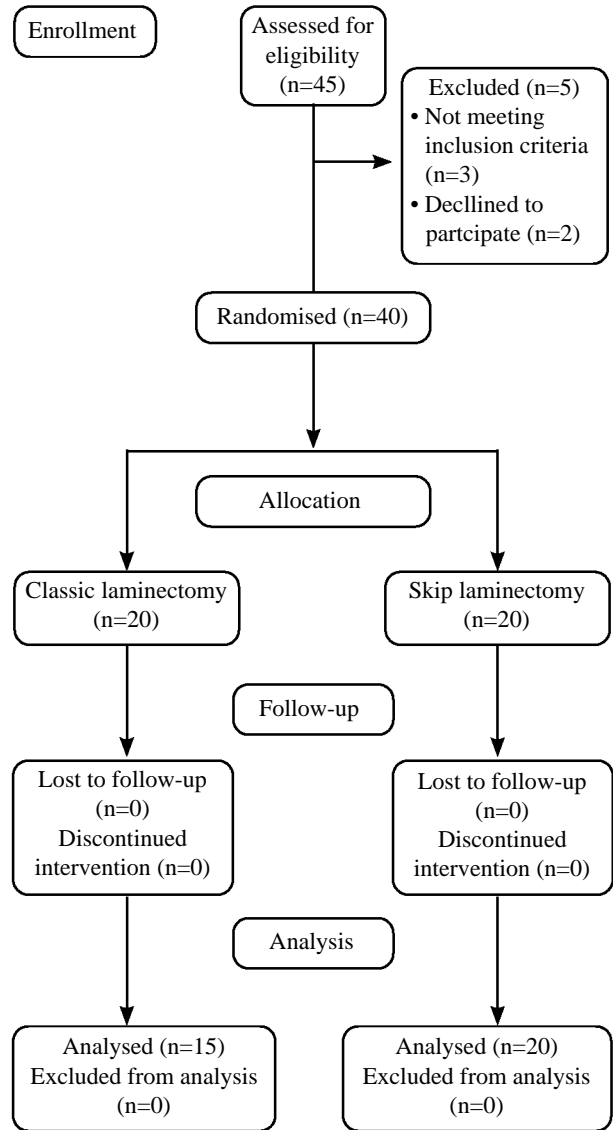 Enrollment
Assessed for
eligibility
(n=45)
Excluded (n=5)
• Not meeting
inclusion criteria
(n=3)
• Decllined to
partcipate (n=2)
Randomised (n=40)
Allocation
Classic laminectomy
(n=20)
Skip laminectomy
(n=20)
Follow-up
Lost to follow-up
(n=0)
Discontinued
intervention (n=0)
Lost to follow-up
(n=0)
Discontinued
intervention (n=0)
Analysis
Analysed (n=15)
Excluded from analysis
(n=0)
Analysed (n=20)
Excluded from analysis
(n=0)